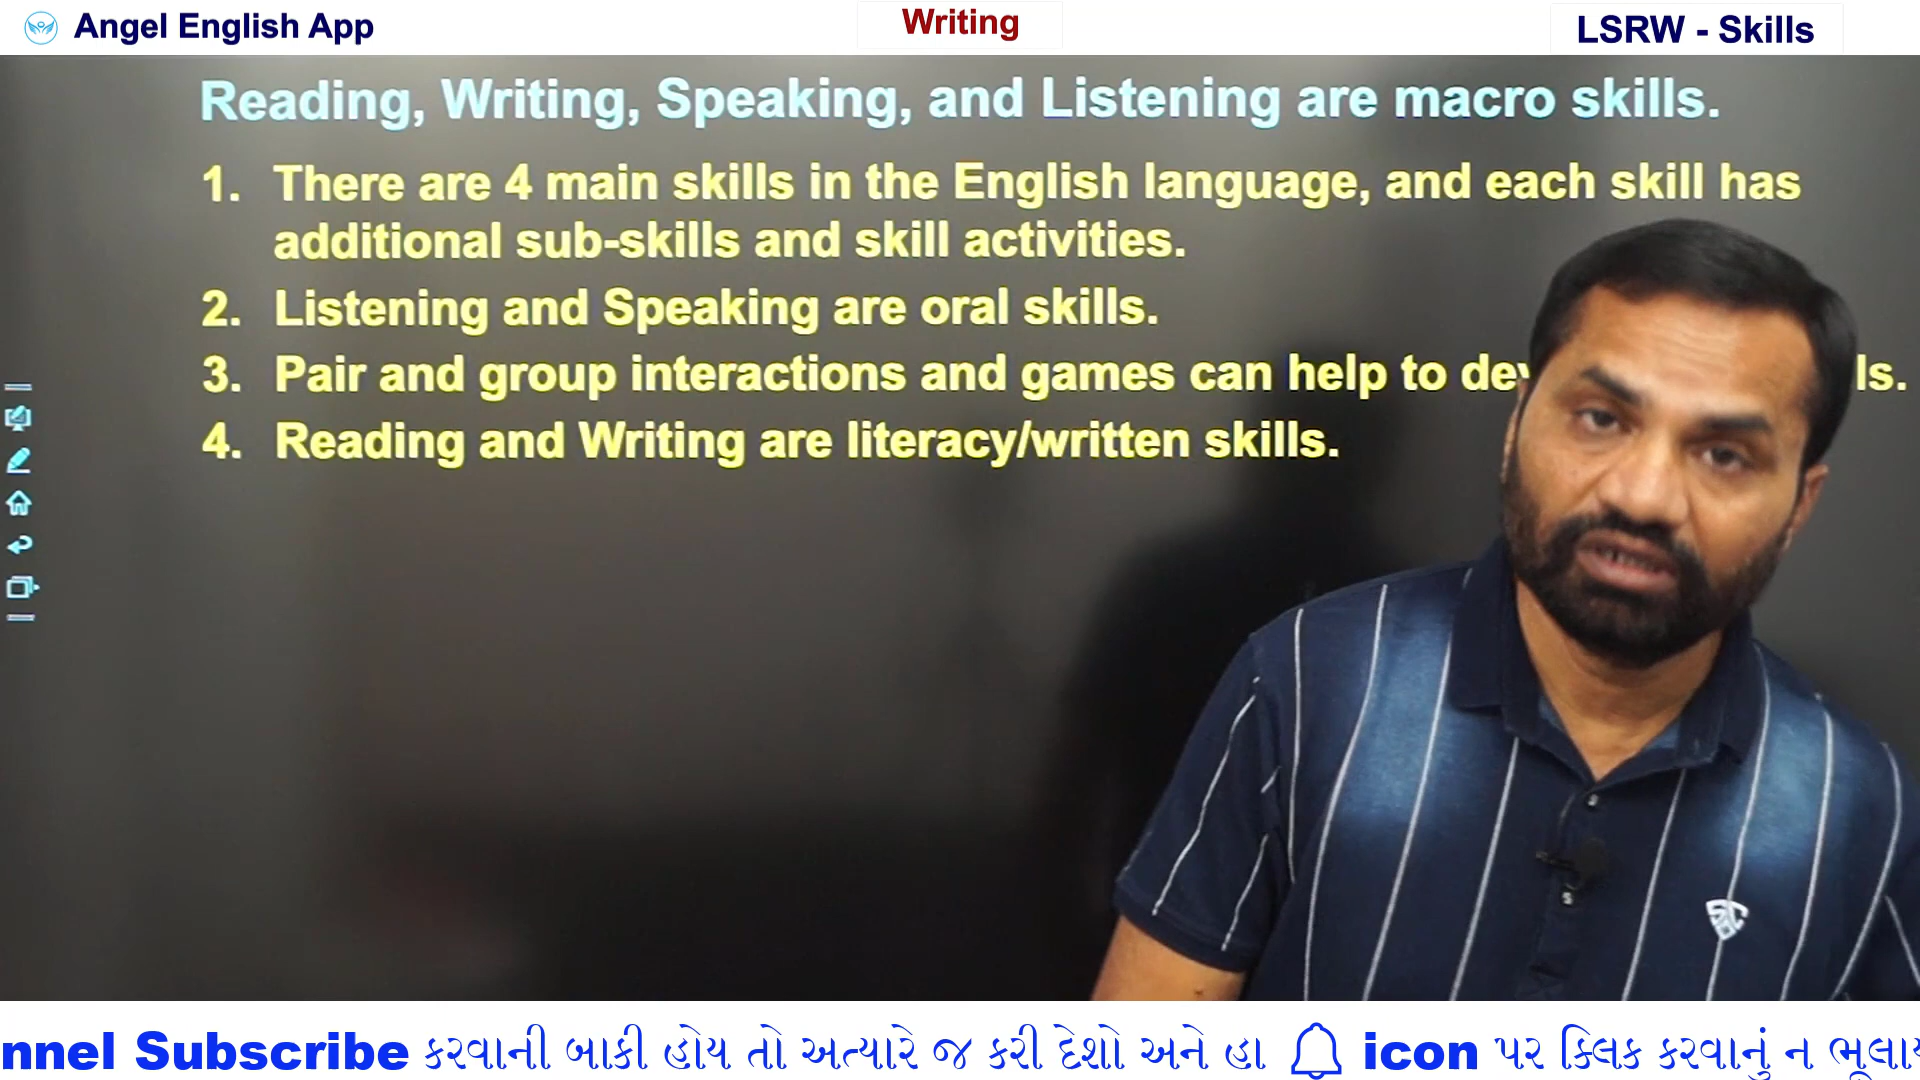 Angel English App
Writing
LSRW - Skills
Reading, Writing, Speaking, and Listening are macro skills.
1. There are 4 main skills in the English language, and each skill has
additional sub-skills and skill activities.
2. Listening and Speaking are oral skills.
3. Pair and group interactions and games can help to
4. Reading and Writing are literacy/written skills.
Subscribe કરવાની બાકી હોય તો અત્યારે જ કરી દેશો અને હા icon પર ક્લિક કરવાનું ન